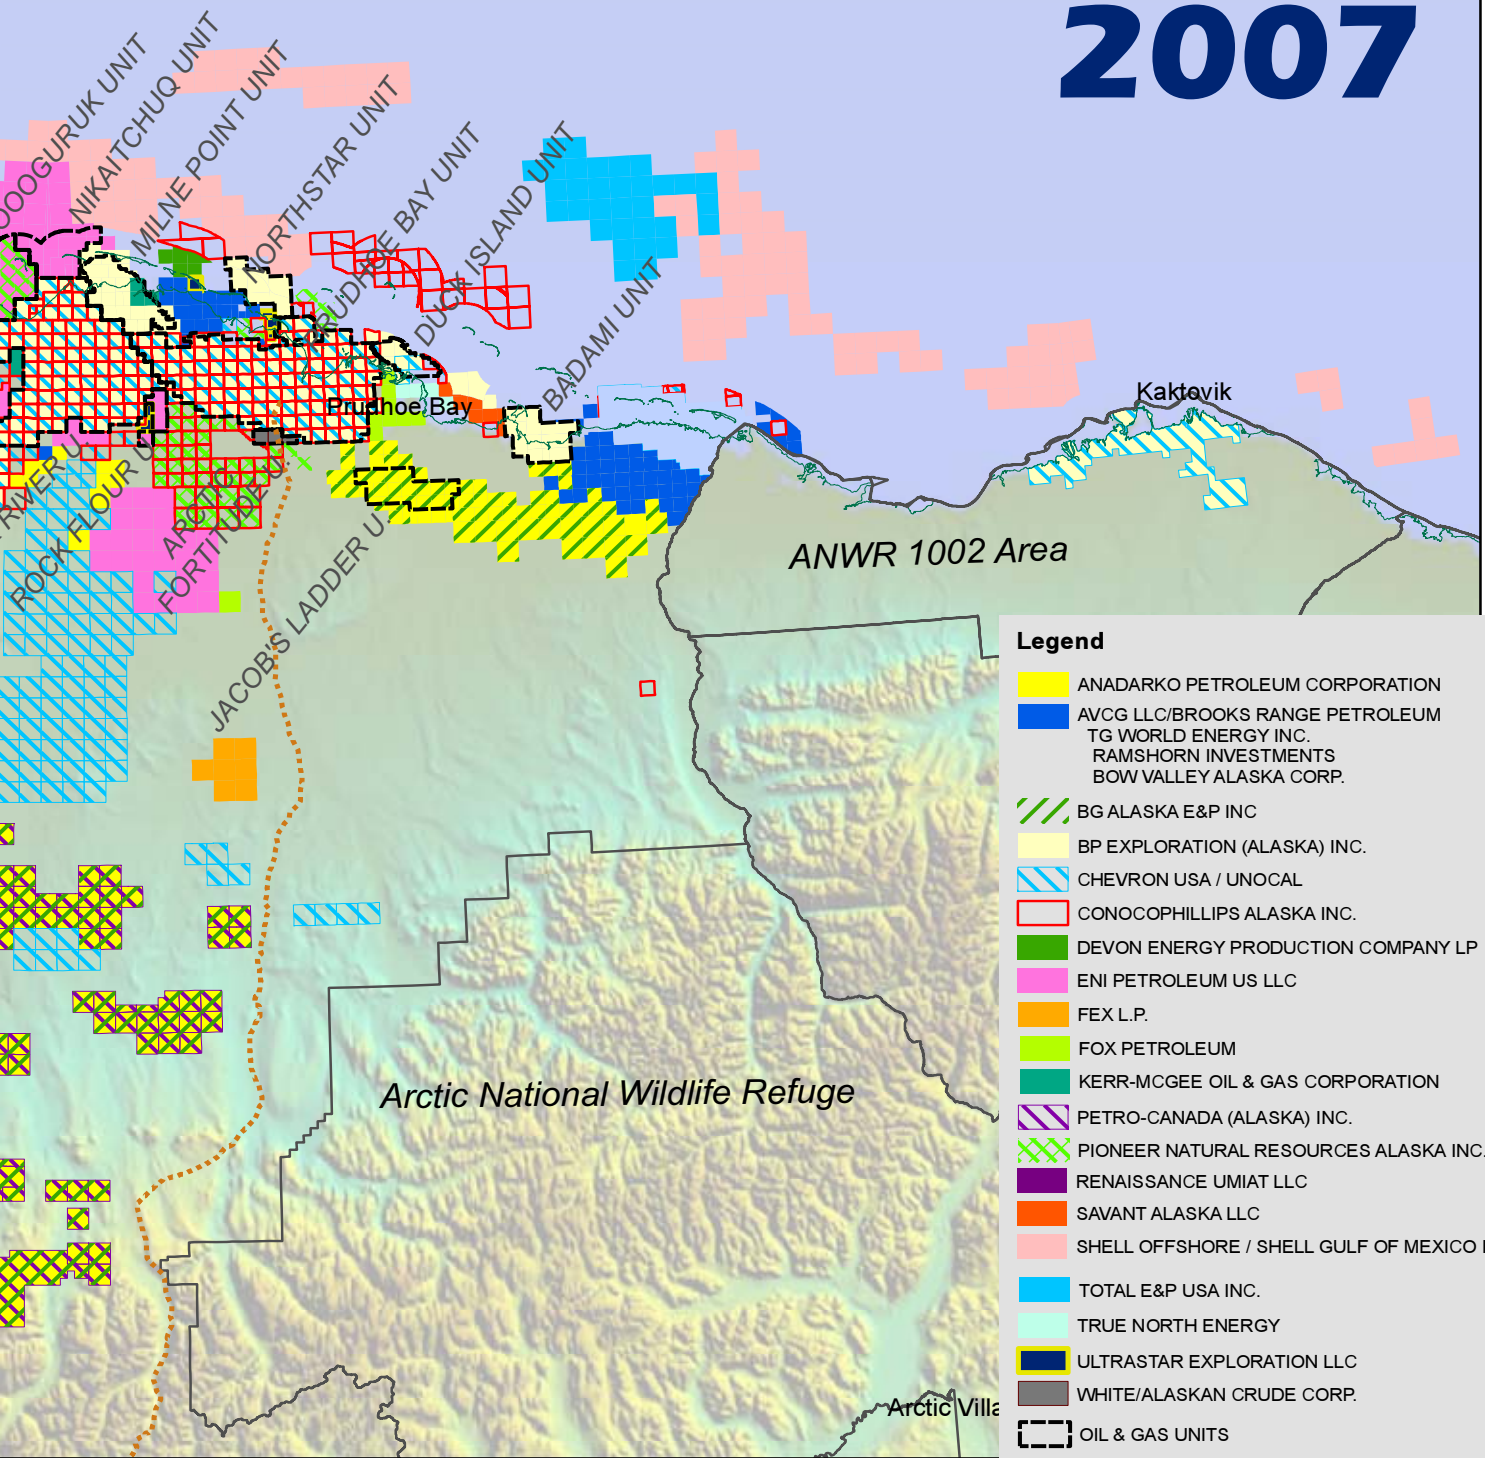 2007
OOOGURUK UNIT
NIKAITCHUQ UNIT
MILNE POINT UNIT
NORTHSTAR UNIT
PRUDHOE BAY UNIT
DUCK ISLAND UNIT
BADAMI UNIT
Kaktovik
Prudhoe Bay
RIVER U.
ROCK FLOUR U.
ARCTIC
FORTITUDE U.
JACOB'S LADDER U.
ANWR 1002 Area
Arctic National Wildlife Refuge
Arctic Villa
Legend
ANADARKO PETROLEUM CORPORATION
AVCG LLC/BROOKS RANGE PETROLEUM
TG WORLD ENERGY INC.
RAMSHORN INVESTMENTS
BOW VALLEY ALASKA CORP.
BG ALASKA E&P INC
BP EXPLORATION (ALASKA) INC.
CHEVRON USA / UNOCAL
CONOCOPHILLIPS ALASKA INC.
DEVON ENERGY PRODUCTION COMPANY LP
ENI PETROLEUM US LLC
FEX L.P.
FOX PETROLEUM
KERR-MCGEE OIL & GAS CORPORATION
PETRO-CANADA (ALASKA) INC.
PIONEER NATURAL RESOURCES ALASKA INC.
RENAISSANCE UMIAT LLC
SAVANT ALASKA LLC
SHELL OFFSHORE / SHELL GULF OF MEXICO
TOTAL E&P USA INC.
TRUE NORTH ENERGY
ULTRASTAR EXPLORATION LLC
WHITE/ALASKAN CRUDE CORP.
OIL & GAS UNITS